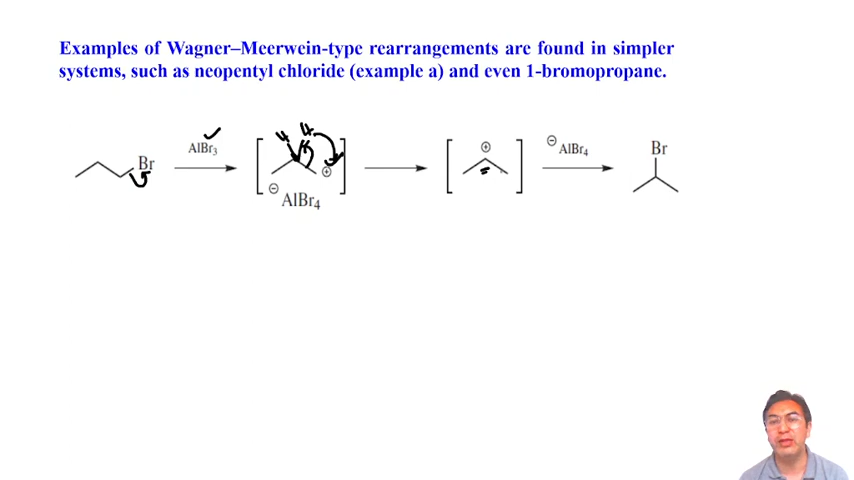 Examples of Wagner–Meerwein-type rearrangements are found in simpler
systems, such as neopentyl chloride (example a) and even 1-bromopropane.
Br
AlBr3
H H
⊕
⊖
AlBr4
⊕
⊖AlBr4
Br